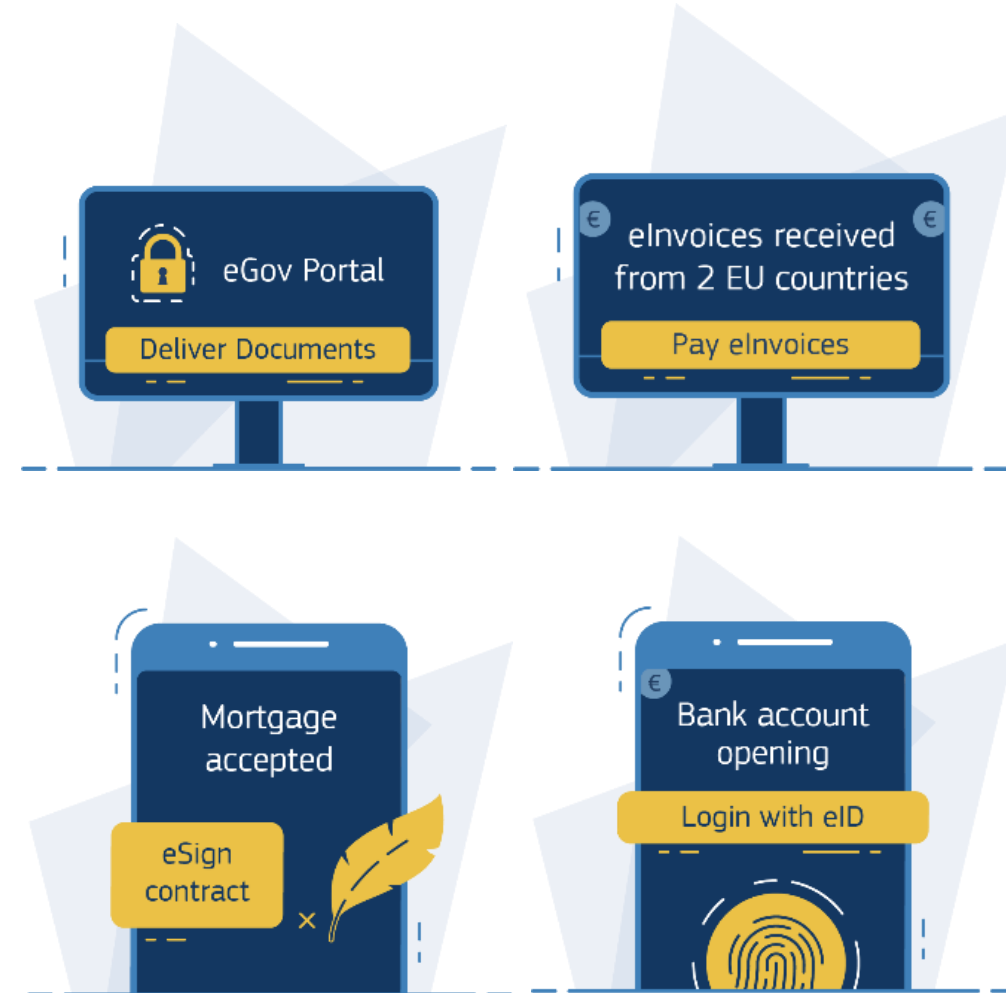 eGov Portal
Deliver Documents
€ €
eInvoices received
from 2 EU countries
Pay eInvoices
Mortgage
accepted
eSign
contract
×
€
Bank account
opening
Login with eID